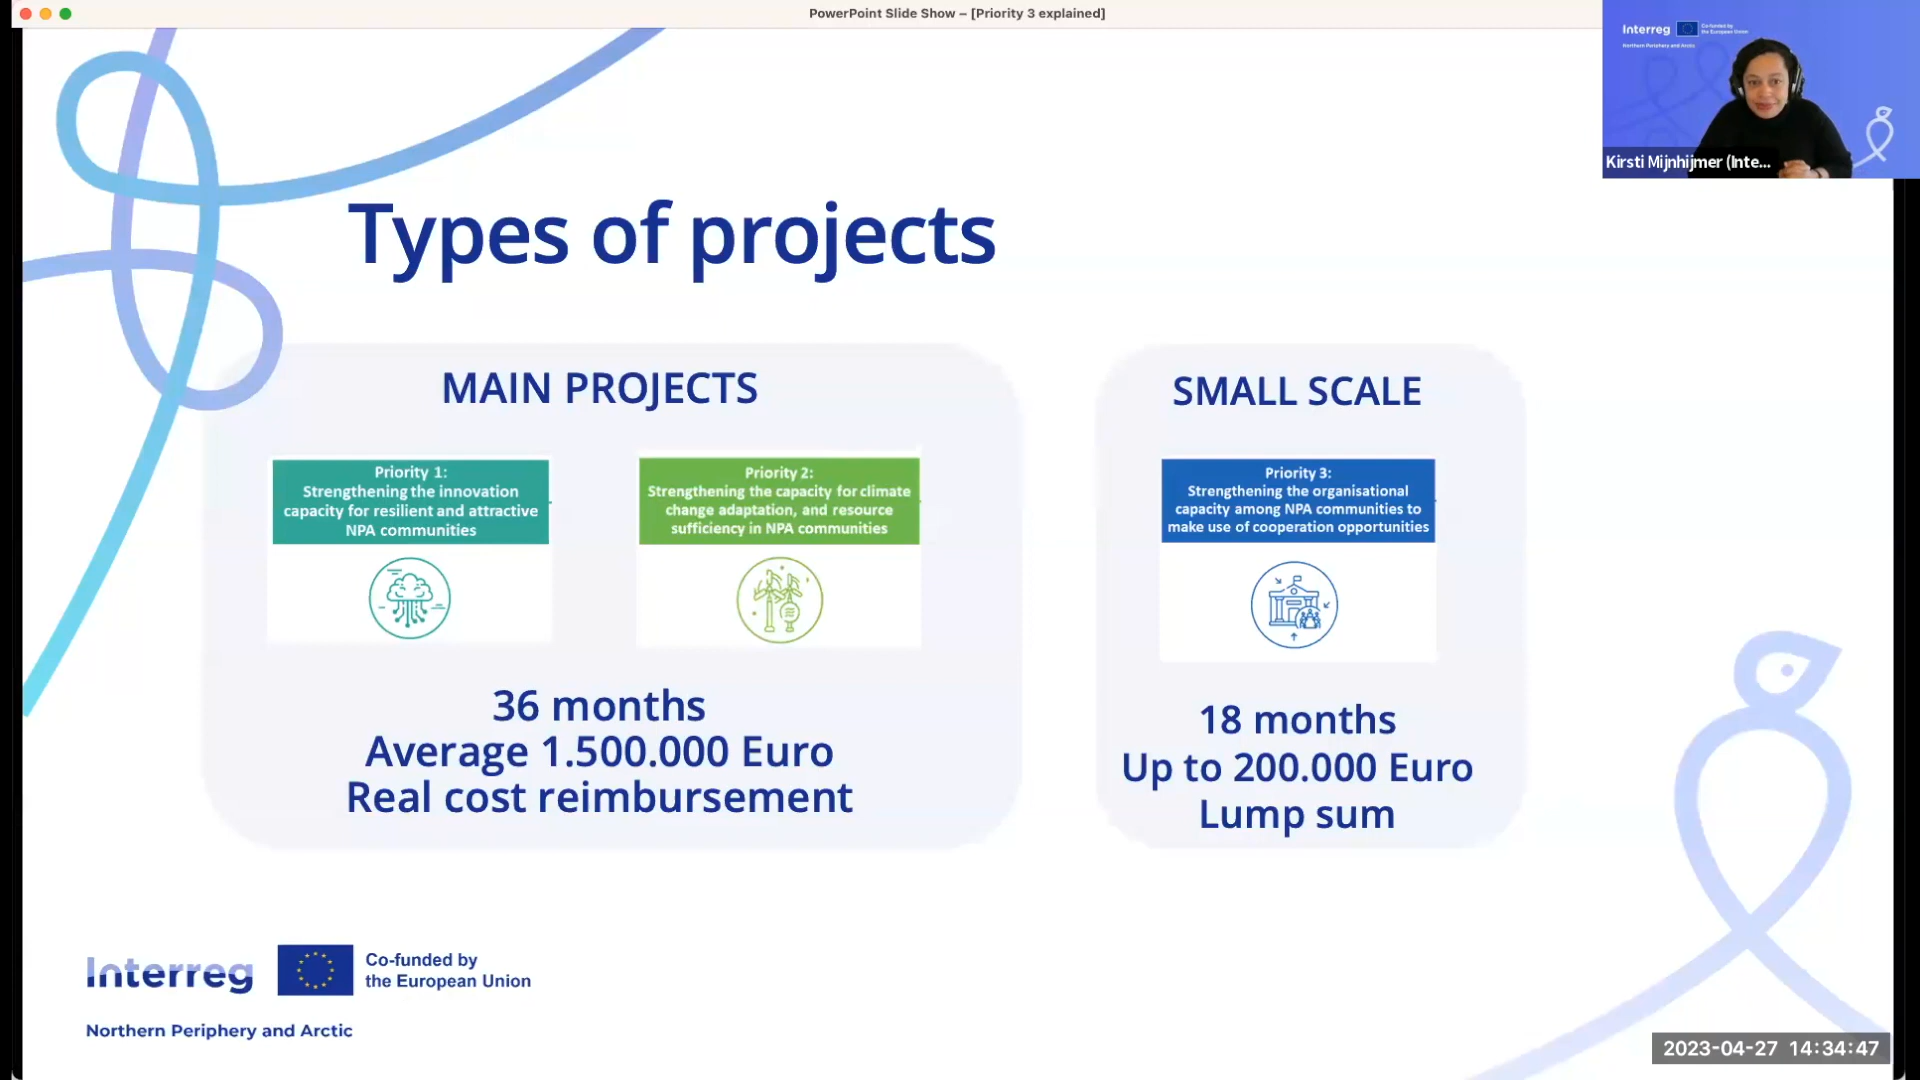 PowerPoint Slide Show – [Priority 3 explained]
Interreg
Co-funded by
the European Union
Northern Periphery and Arctic
Kirsti Mijnhijmer (Inte...
Types of projects
MAIN PROJECTS
Priority 1:
Strengthening the innovation
capacity for resilient and attractive
NPA communities
Priority 2:
Strengthening the capacity for climate
change adaptation, and resource
sufficiency in NPA communities
36 months
Average 1.500.000 Euro
Real cost reimbursement
SMALL SCALE
Priority 3:
Strengthening the organisational
capacity among NPA communities to
make use of cooperation opportunities
18 months
Up to 200.000 Euro
Lump sum
Interreg
Co-funded by
the European Union
Northern Periphery and Arctic
2023-04-27 14:34:47